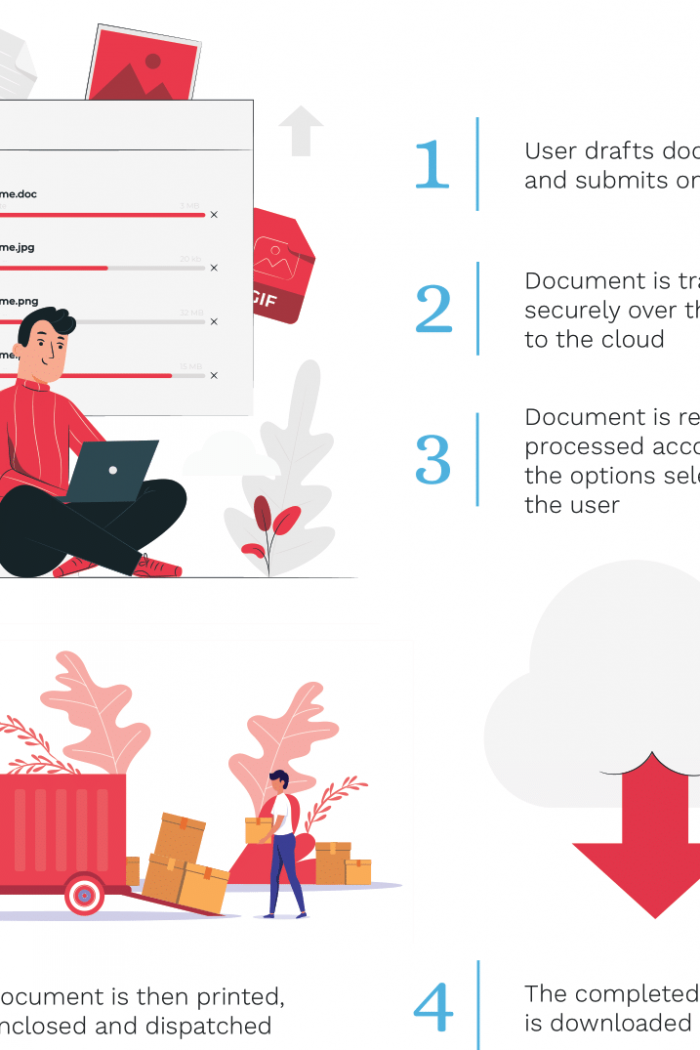 me.doc
3 MB
me.jpg
20 kb
me.png
12 MB
me.
15 MB
GIF
1
User drafts doc
and submits on
2
Document is tra
securely over th
to the cloud
3
Document is re
processed acco
the options sele
the user
ocument is then printed,
nclosed and dispatched
4
The completed
is downloaded